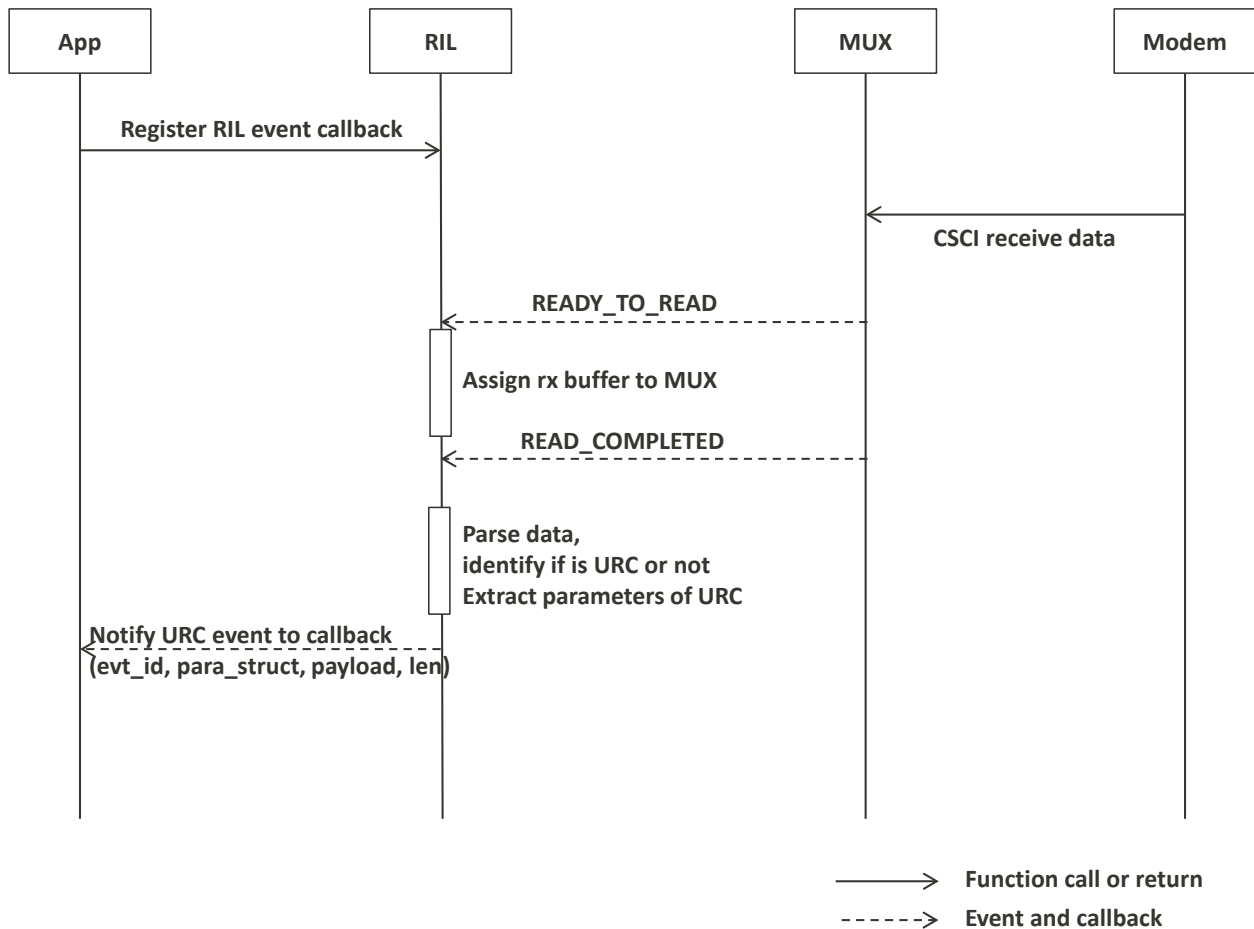 App
RIL
MUX
Modem
Register RIL event callback
CSCI receive data
READY_TO_READ
Assign rx buffer to MUX
READ_COMPLETED
Parse data,
identify if is URC or not
Extract parameters of URC
Notify URC event to callback
(evt_id, para_struct, payload, len)
Function call or return
Event and callback